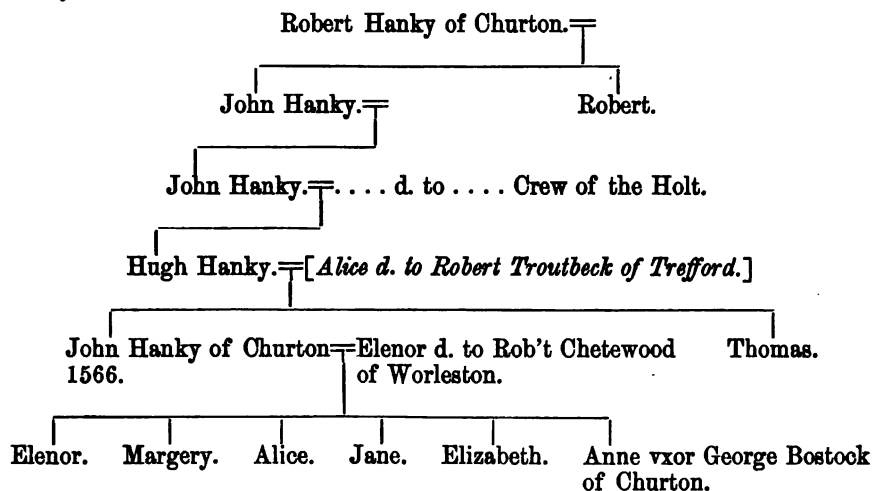 Robert Hanky of Churton.=
John Hanky.= Robert.
John Hanky.=. . . . d. to . . . . Crew of the Holt.
Hugh Hanky.=[Alice d. to Robert Troutbeck of Trefford.]
John Hanky of Churton=Elenor d. to Rob't Chetewood Thomas.
1566. of Worleston.
Elenor. Margery. Alice. Jane. Elizabeth. Anne vxor George Bostock
of Churton.